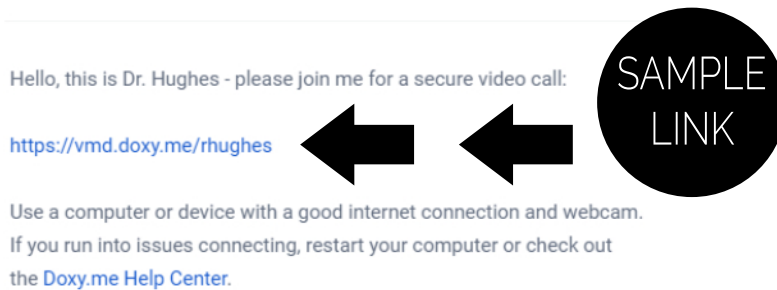 Hello, this is Dr. Hughes - please join me for a secure video call:
SAMPLE
LINK
https://vmd.doxy.me/rhughes
Use a computer or device with a good internet connection and webcam.
If you run into issues connecting, restart your computer or check out
the Doxy.me Help Center.